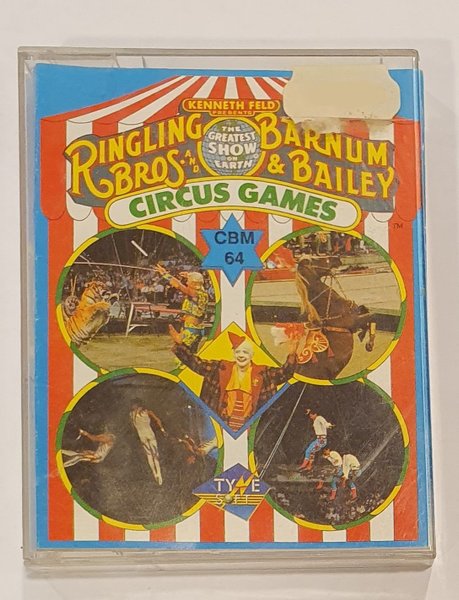 KENNETH FELD
PRESENTS
RINGLING BROS AND
THE
GREATEST
SHOW
ON
EARTH
BARNUM & BAILEY
TM
CIRCUS GAMES
CBM
64
TYNE
SOFT